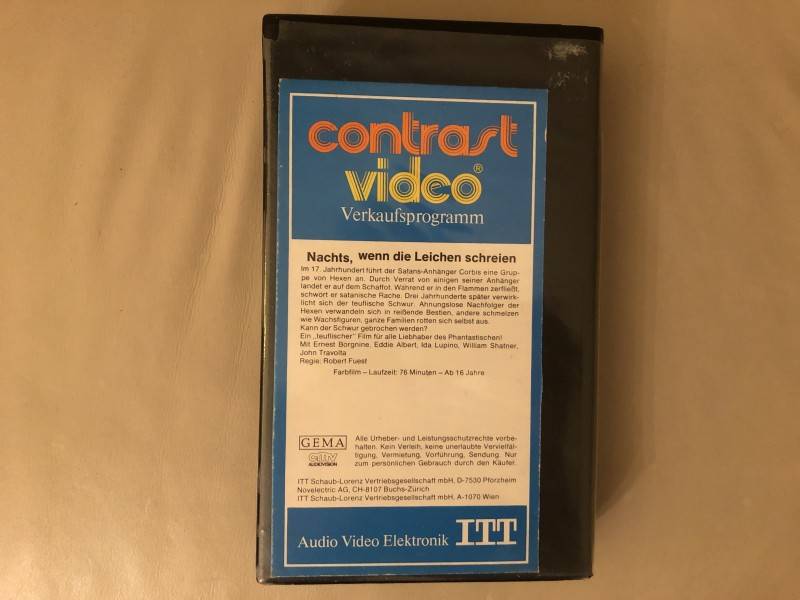 contrast
video®
Verkaufsprogramm
Nachts, wenn die Leichen schreien
Im 17. Jahrhundert führt der Satans-Anhänger Corbis eine Grup-
pe von Hexen an. Durch Verrat von einigen seiner Anhänger
landet er auf dem Schaffot. Während er in den Flammen zerfließt,
schwört er satanische Rache. Drei Jahrhunderte später verwirk-
licht sich der teuflische Schwur. Ahnungslose Nachfolger der
Hexen verwandeln sich in reißende Bestien, andere schmelzen
wie Wachsfiguren, ganze Familien rotten sich selbst aus.
Kann der Schwur gebrochen werden?
Ein „teuflischer" Film für alle Liebhaber des Phantastischen!
Mit Ernest Borgnine, Eddie Albert, Ida Lupino, William Shatner,
John Travolta
Regie: Robert Fuest
Farbfilm – Laufzeit: 76 Minuten – Ab 16 Jahre
GEMA
AUDIOVISION
Alle Urheber- und Leistungsschutzrechte vorbe-
halten. Kein Verleih, keine unerlaubte Vervielfäl-
tigung, Vermietung, Vorführung, Sendung. Nur
zum persönlichen Gebrauch durch den Käufer.
ITT Schaub-Lorenz Vertriebsgesellschaft mbH, D-7530 Pforzheim
Novelectric AG, CH-8107 Buchs-Zürich
ITT Schaub-Lorenz Vertriebsgesellschaft mbH, A-1070 Wien
Audio Video Elektronik ITT